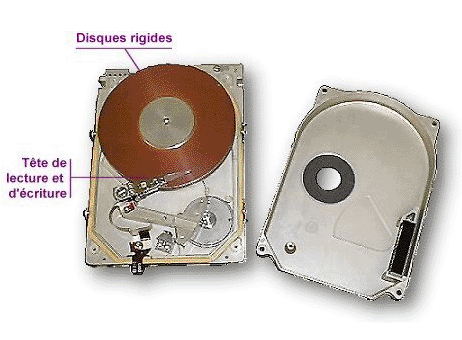 Disques rigides
Tête de
lecture et
d'écriture